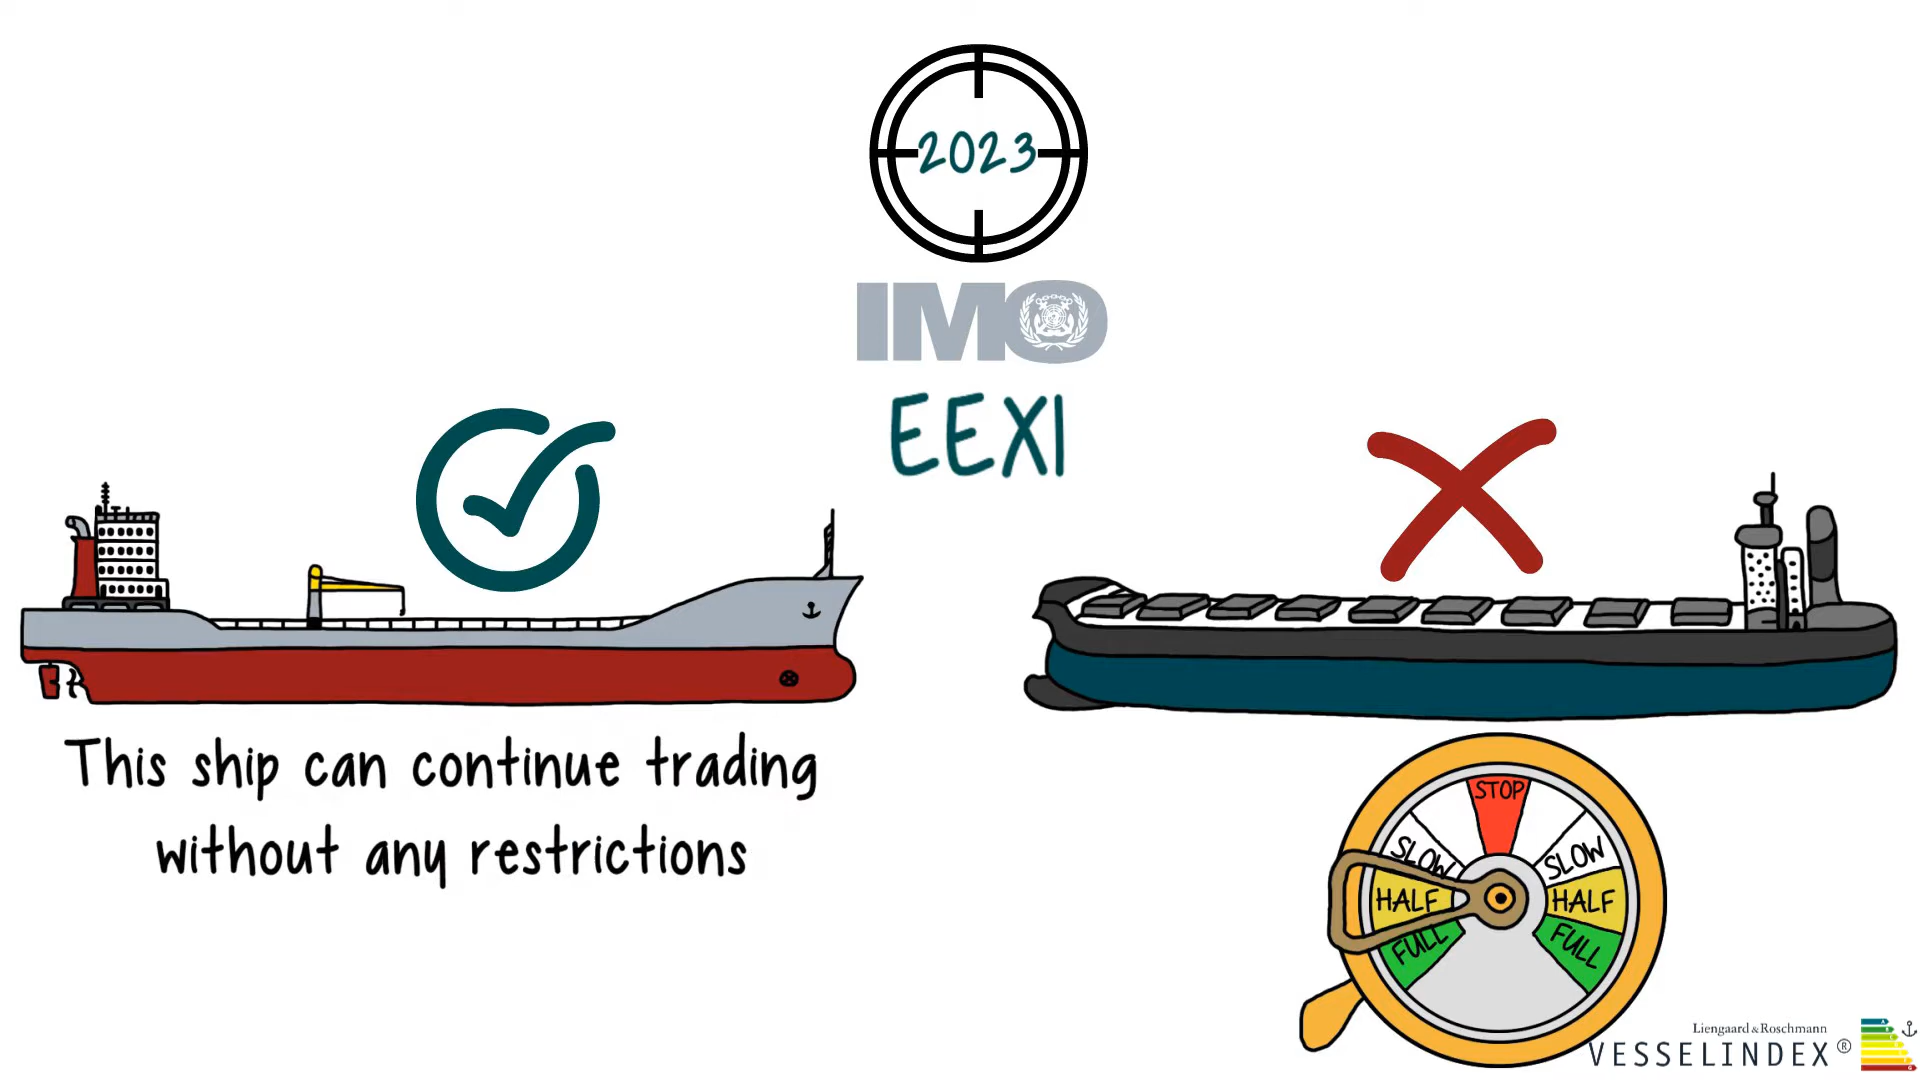 2023
IMO
EEXI
This ship can continue trading
without any restrictions
STOP
SLOW
SLOW
HALF
HALF
FULL
FULL
Liengaard & Roschmann
VESSELINDEX®